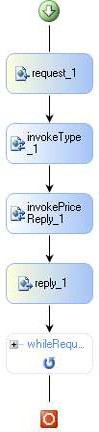 request_1
invokeType
_1
invokePrice
Reply_1
reply_1
whileRequ...